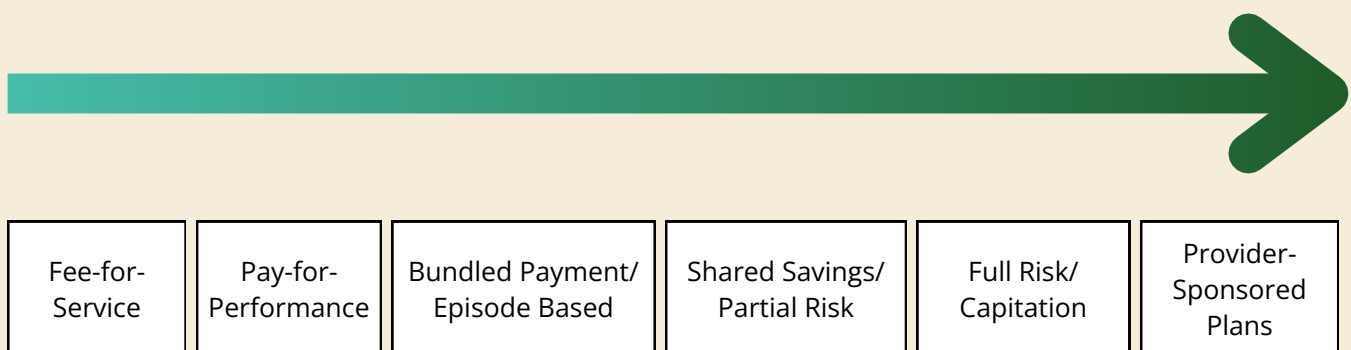 Fee-for-
Service
Pay-for-
Performance
Bundled Payment/
Episode Based
Shared Savings/
Partial Risk
Full Risk/
Capitation
Provider-
Sponsored
Plans